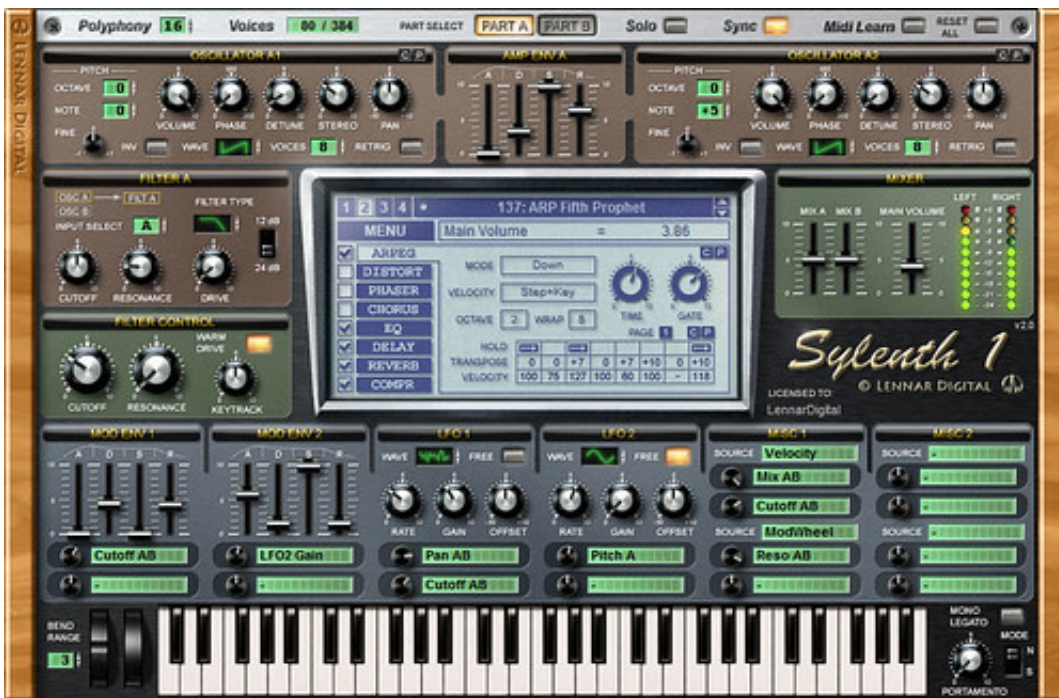 Polyphony 16 Voices 80 / 384 PART SELECT PART A PART B Solo Sync Midi Learn RESET ALL
LENNAR DIGITAL
OSCILLATOR A1 C P
PITCH
OCTAVE 0
NOTE 0
FINE
VOLUME PHASE DETUNE STEREO PAN
INV WAVE VOICES 8 RETRIG
AMP ENV A
A D S R
OSCILLATOR A2 C P
PITCH
OCTAVE 0
NOTE +5
FINE
VOLUME PHASE DETUNE STEREO PAN
INV WAVE VOICES 8 RETRIG
FILTER A
OSC A FILT A
OSC B
INPUT SELECT A
FILTER TYPE
12 dB
24 dB
CUTOFF RESONANCE DRIVE
FILTER CONTROL
WARM DRIVE
CUTOFF RESONANCE KEYTRACK
1 2 3 4 137: ARP Fifth Prophet
MENU Main Volume = 3.86
ARPEG
DISTORT
PHASER
CHORUS
EQ
DELAY
REVERB
COMPR
C P
MODE Down
VELOCITY Step+Key
OCTAVE 2 WRAP 8
TIME GATE
PAGE 1 C P
HOLD
TRANSPOSE 0 0 +7 0 +7 +10 0 +10
VELOCITY 100 75 127 100 60 100 - 118
MIXER
LEFT RIGHT
MIX A MIX B MAIN VOLUME
v2.0
Sylenth 1
© LENNAR DIGITAL
LICENSED TO:
LennarDigital
MOD ENV 1
A D S R
Cutoff AB
-
MOD ENV 2
A D S R
LFO2 Gain
-
LFO 1
WAVE FREE
RATE GAIN OFFSET
Pan AB
Cutoff AB
LFO 2
WAVE FREE
RATE GAIN OFFSET
Pitch A
-
MISC 1
SOURCE Velocity
Mix AB
Cutoff AB
SOURCE ModWheel
Reso AB
-
MISC 2
SOURCE -
-
-
SOURCE -
-
-
BEND RANGE
3
MONO LEGATO
MODE
N
S
PORTAMENTO